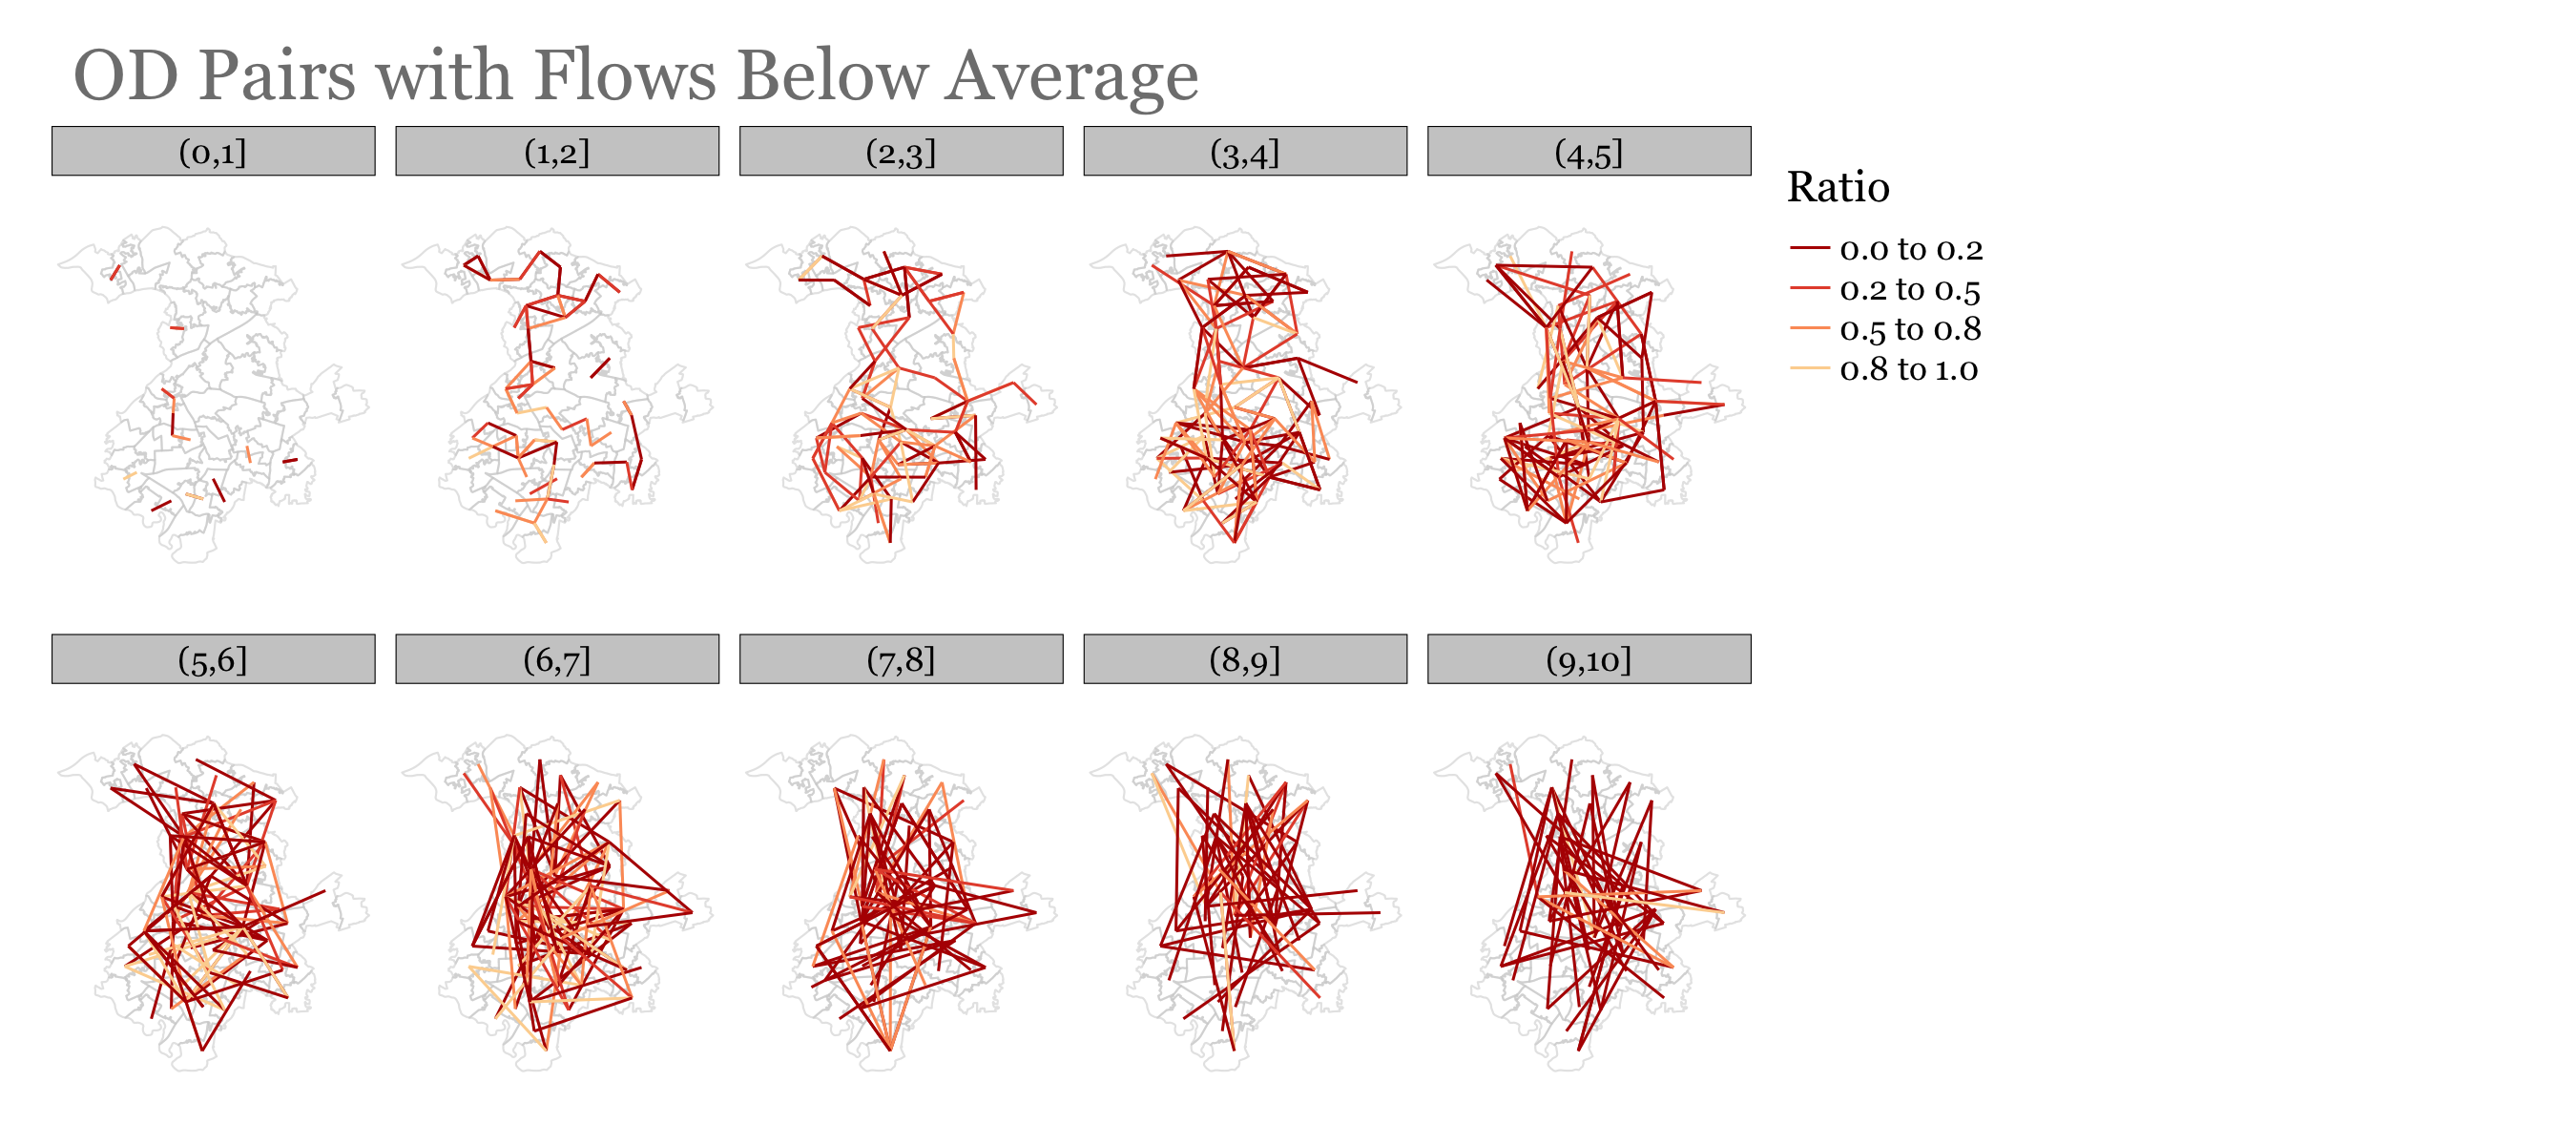 OD Pairs with Flows Below Average
(0,1] (1,2] (2,3] (3,4] (4,5]
Ratio
0.0 to 0.2
0.2 to 0.5
0.5 to 0.8
0.8 to 1.0
(5,6] (6,7] (7,8] (8,9] (9,10]